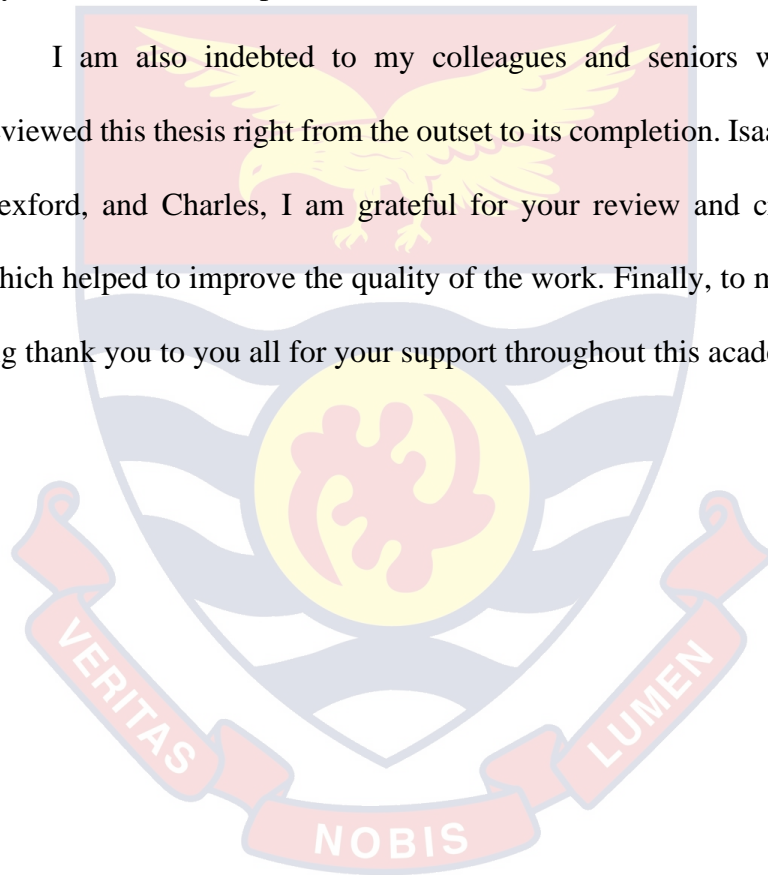 I am also indebted to my colleagues and seniors
viewed this thesis right from the outset to its completion.
exford, and Charles, I am grateful for your review and
hich helped to improve the quality of the work. Finally, to
g thank you to you all for your support throughout this
VERITAS
NOBIS
LUMEN